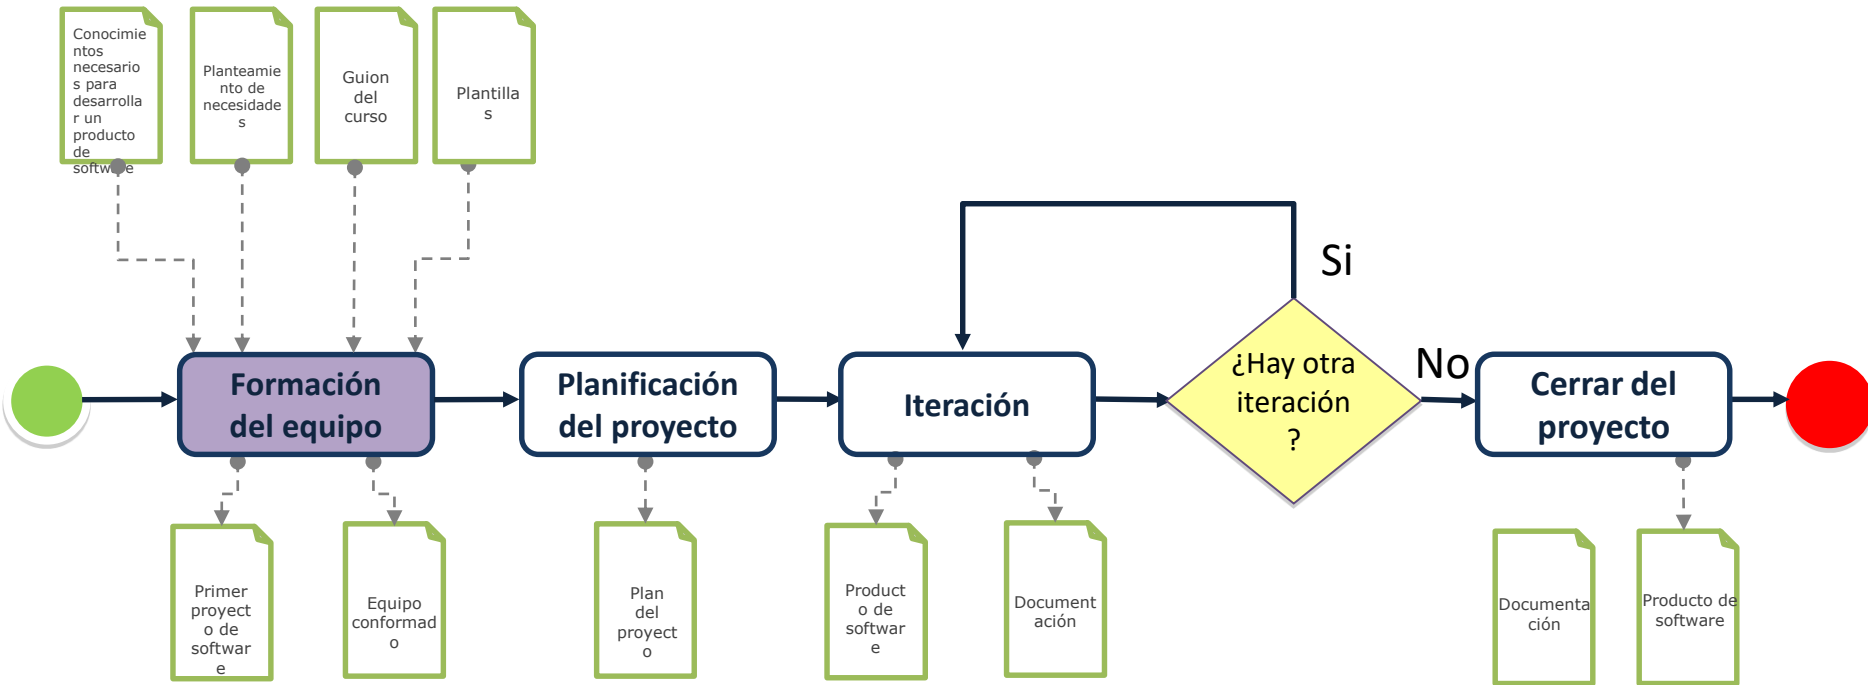 Conocimie
ntos
necesario
s para
desarrolla
r un
producto
de
software
Planteamie
nto de
necesidade
s
Guion
del
curso
Plantilla
s
Si
Formación
del equipo
Planificación
del proyecto
Iteración
¿Hay otra
iteración
?
No
Cerrar del
proyecto
Primer
proyect
o de
softwar
e
Equipo
conformad
o
Plan
del
proyect
o
Product
o de
softwar
e
Document
ación
Documenta
ción
Producto de
software